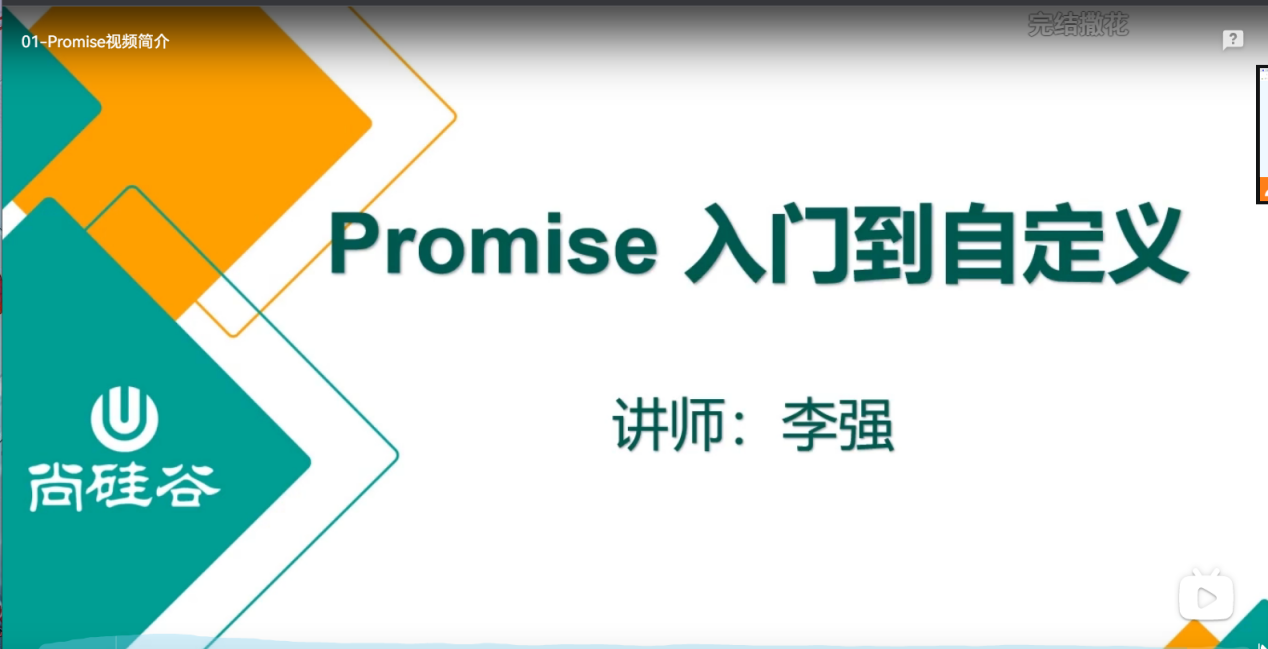 完结撒花
01-Promise视频简介
?
Promise 入门到自定义
讲师：李强
尚硅谷